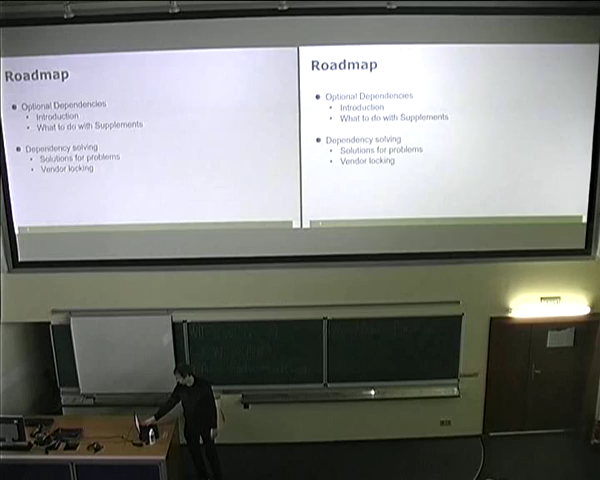 Roadmap
Optional Dependencies
Introduction
What to do with Supplements
Dependency solving
Solutions for problems
Vendor locking
Roadmap
Optional Dependencies
Introduction
What to do with Supplements
Dependency solving
Solutions for problems
Vendor locking